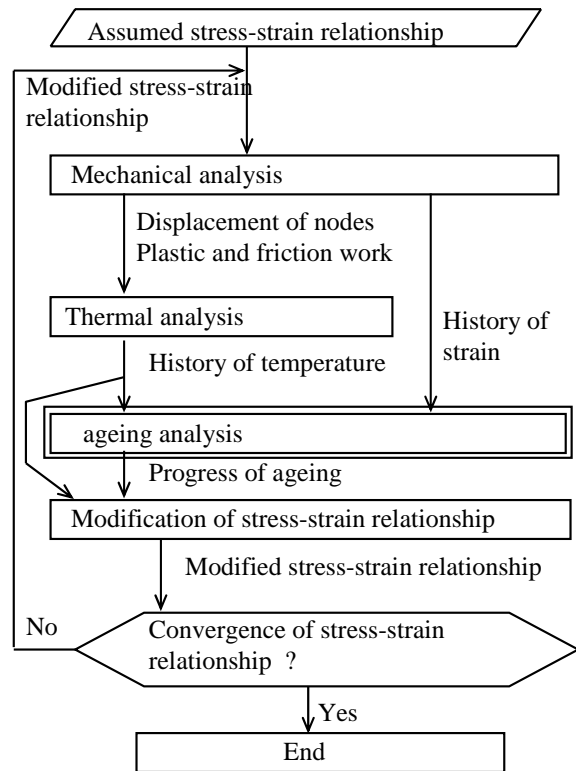 Assumed stress-strain relationship
Modified stress-strain
relationship
Mechanical analysis
Displacement of nodes
Plastic and friction work
Thermal analysis
History of
strain
History of temperature
ageing analysis
Progress of ageing
Modification of stress-strain relationship
Modified stress-strain relationship
No
Convergence of stress-strain
relationship ?
Yes
End